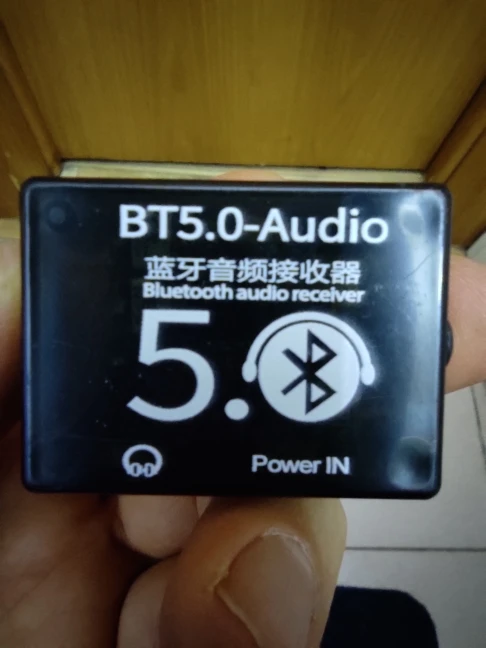 BT5.0-Audio
蓝牙音频接收器
Bluetooth audio receiver
5.0
Power IN